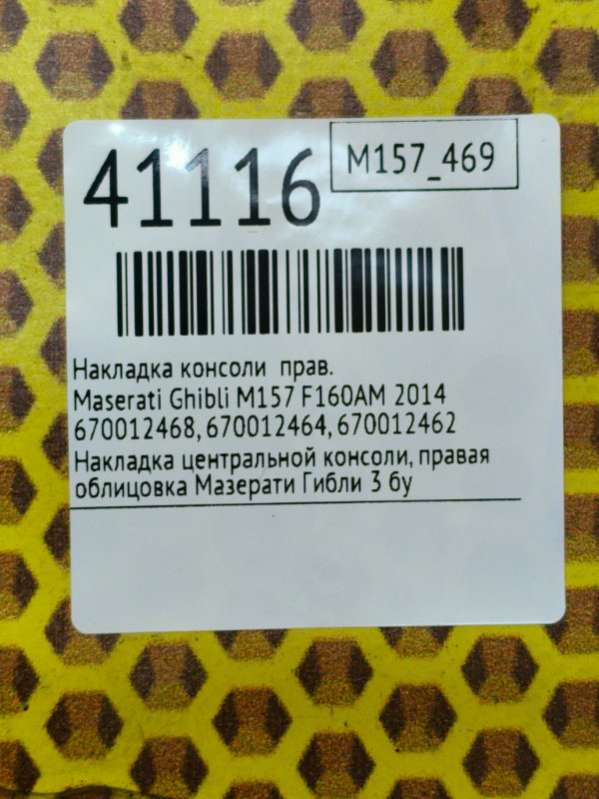 41116
M157_469
Накладка консоли прав.
Maserati Ghibli M157 F160AM 2014
670012468, 670012464, 670012462
Накладка центральной консоли, правая
облицовка Мазерати Гибли 3 бу